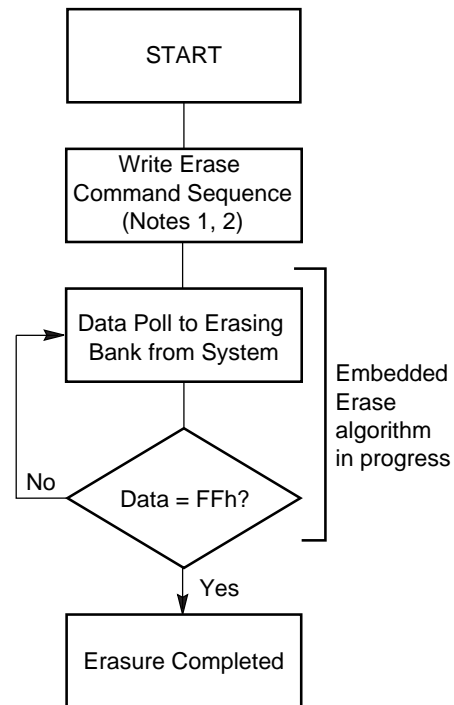 START
Write Erase
Command Sequence
(Notes 1, 2)
Data Poll to Erasing
Bank from System
Embedded
Erase
algorithm
in progress
No
Data = FFh?
Yes
Erasure Completed